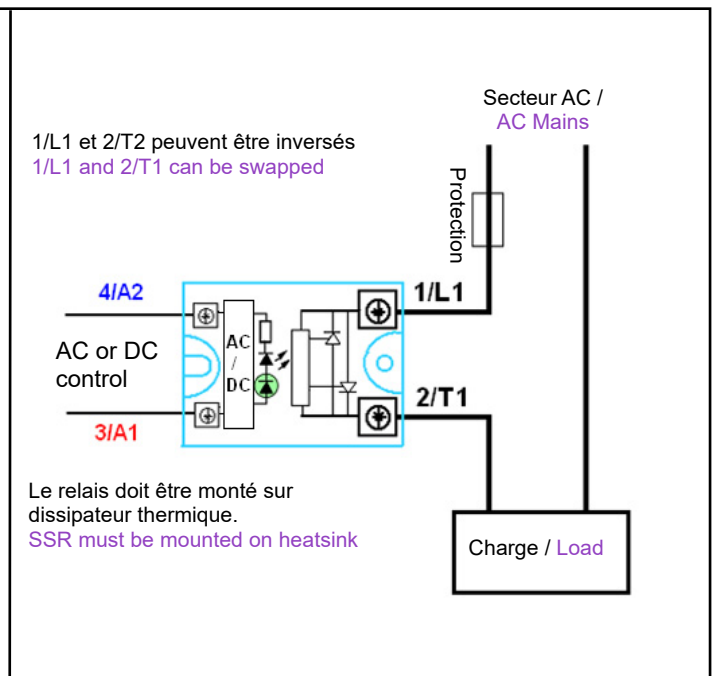 Secteur AC /
AC Mains
1/L1 et 2/T2 peuvent être inversés
1/L1 and 2/T1 can be swapped
Protection
4/A2
1/L1
AC or DC
control
AC
/
DC
2/T1
3/A1
Le relais doit être monté sur
dissipateur thermique.
SSR must be mounted on heatsink
Charge / Load